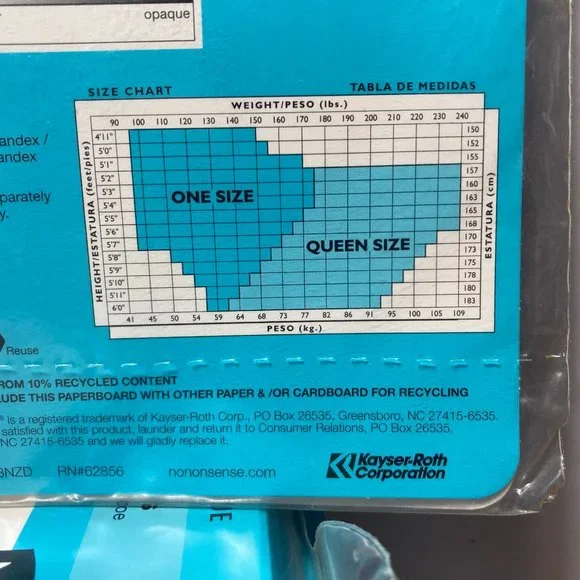 opaque
SIZE CHART TABLA DE MEDIDAS
WEIGHT/PESO (lbs.)
90 100 110 120 130 140 150 160 170 180 190 200 210 220 230 240
HEIGHT/ESTATURA (feet/pies)
4'11" 150
5'0" 152
5'1" 155
5'2" 157
5'3" 160
5'4" 163
5'5" 165
5'6" 168
5'7" 170
5'8" 173
5'9" 175
5'10" 178
5'11" 180
6'0" 183
ESTATURA (cm)
ONE SIZE
QUEEN SIZE
41 45 50 54 59 64 68 73 77 82 86 91 95 100 104 109
PESO (kg.)
andex /
andex
parately
y.
Reuse
ROM 10% RECYCLED CONTENT
UDE THIS PAPERBOARD WITH OTHER PAPER & /OR CARDBOARD FOR RECYCLING
® is a registered trademark of Kayser-Roth Corp., PO Box 26535, Greensboro, NC 27415-6535.
satisfied with this product, launder and return it to Consumer Relations, PO Box 26535,
NC 27415-6535 and we will gladly replace it.
BNZD RN#62856 nononsense.com
Kayser-Roth
Corporation